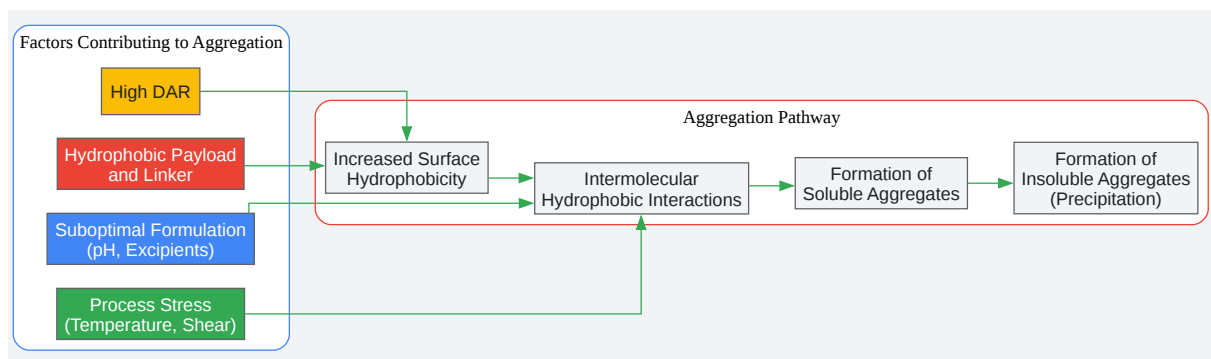 Factors Contributing to Aggregation
High DAR
Hydrophobic Payload
and Linker
Suboptimal Formulation
(pH, Excipients)
Process Stress
(Temperature, Shear)
Aggregation Pathway
Increased Surface
Hydrophobicity
Intermolecular
Hydrophobic Interactions
Formation of
Soluble Aggregates
Formation of
Insoluble Aggregates
(Precipitation)